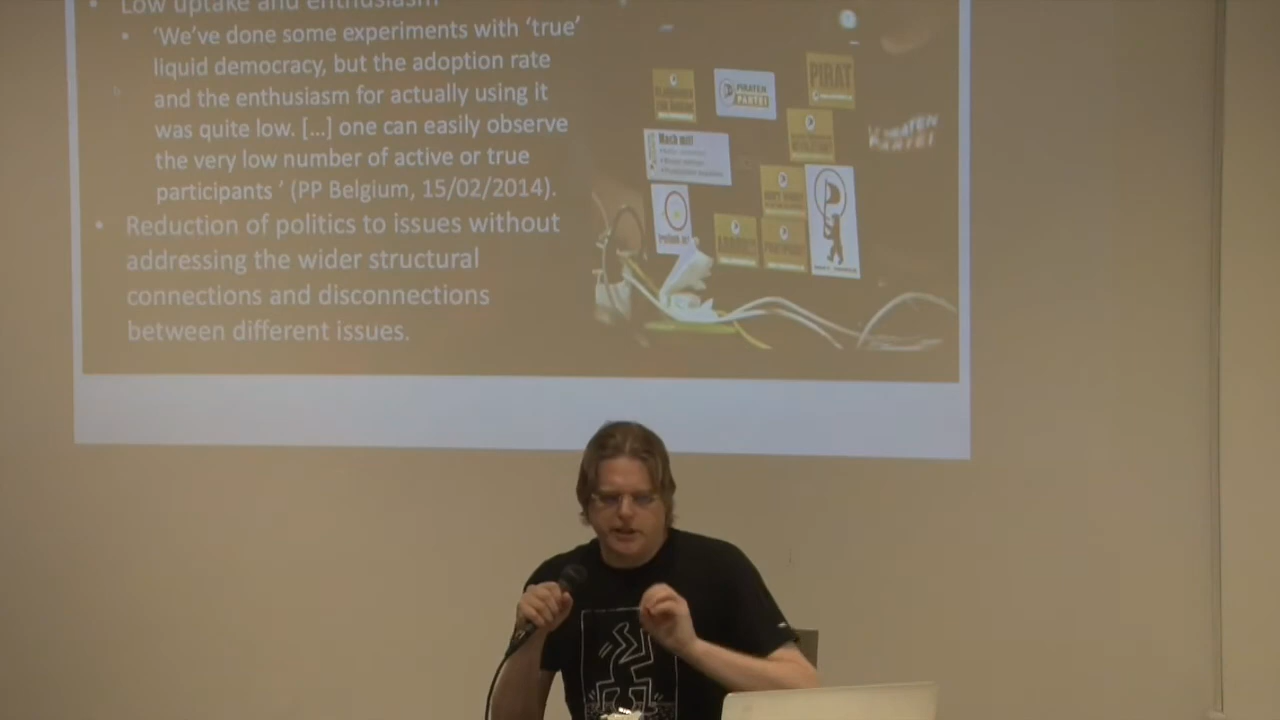 Low uptake and enthusiasm
'We've done some experiments with 'true'
liquid democracy, but the adoption rate
and the enthusiasm for actually using it
was quite low. […] one can easily observe
the very low number of active or true
participants ' (PP Belgium, 15/02/2014).
Reduction of politics to issues without
addressing the wider structural
connections and disconnections
between different issues.
PIRATEN
PARTEI
PIRAT
Mach mit!
PIRATEN
PARTEI